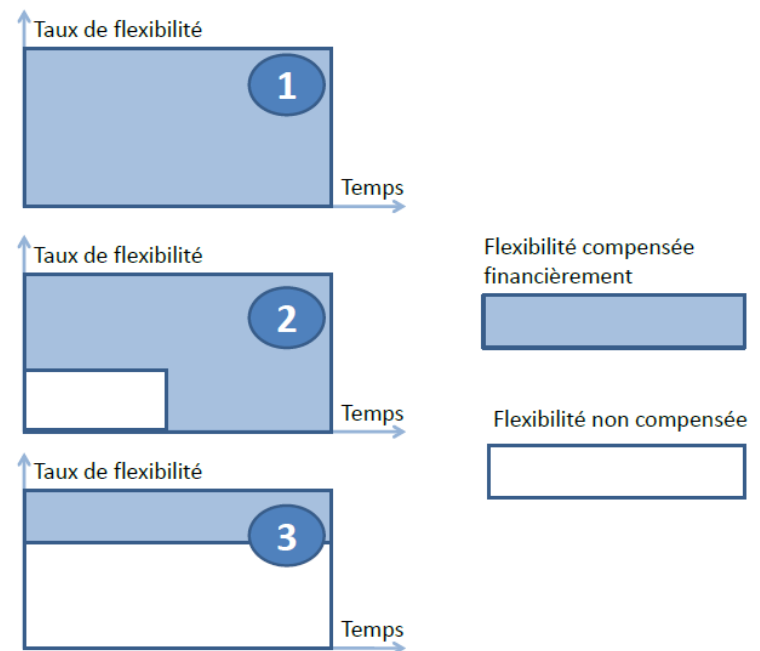 Taux de flexibilité
1
Temps
Taux de flexibilité
2
Temps
Taux de flexibilité
3
Temps
Flexibilité compensée
financièrement
Flexibilité non compensée